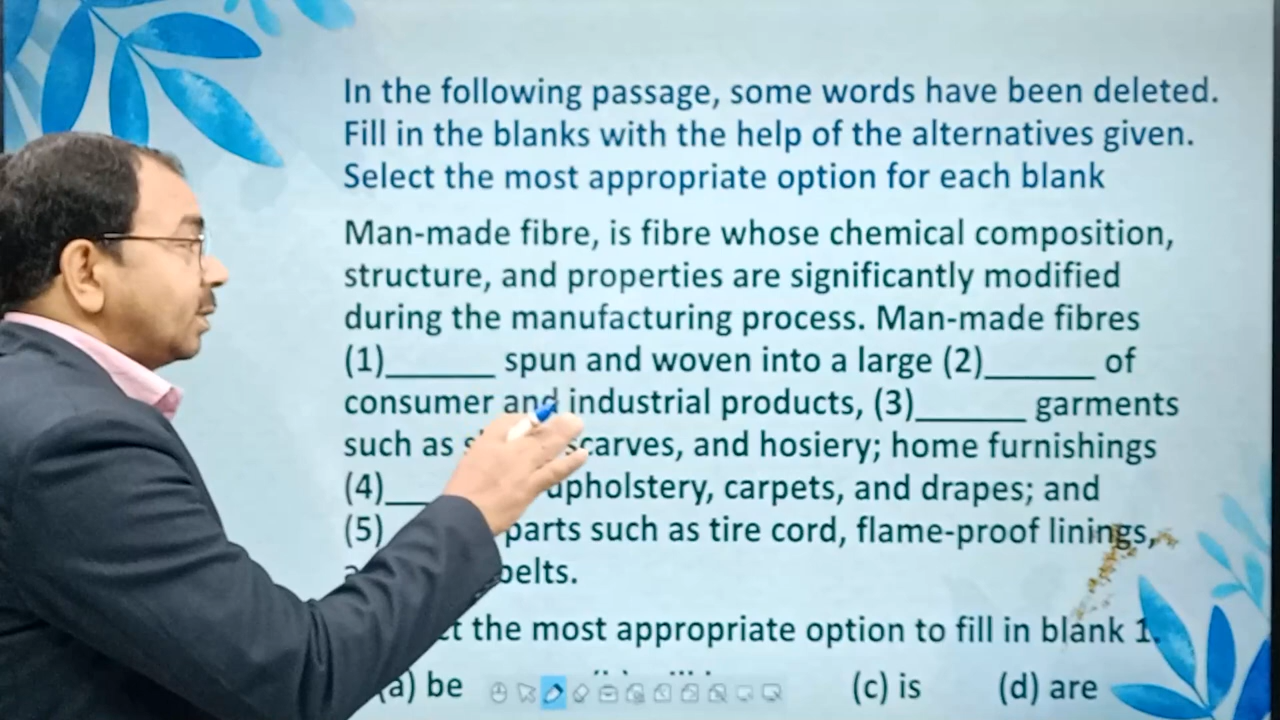 In the following passage, some words have been deleted.
Fill in the blanks with the help of the alternatives given.
Select the most appropriate option for each blank
Man-made fibre, is fibre whose chemical composition,
structure, and properties are significantly modified
during the manufacturing process. Man-made fibres
(1)______ spun and woven into a large (2)______ of
consumer and industrial products, (3)______ garments
such as scarves, and hosiery; home furnishings
(4)___ upholstery, carpets, and drapes; and
(5) parts such as tire cord, flame-proof linings,
belts.
the most appropriate option to fill in blank 1.
(a) be (c) is (d) are